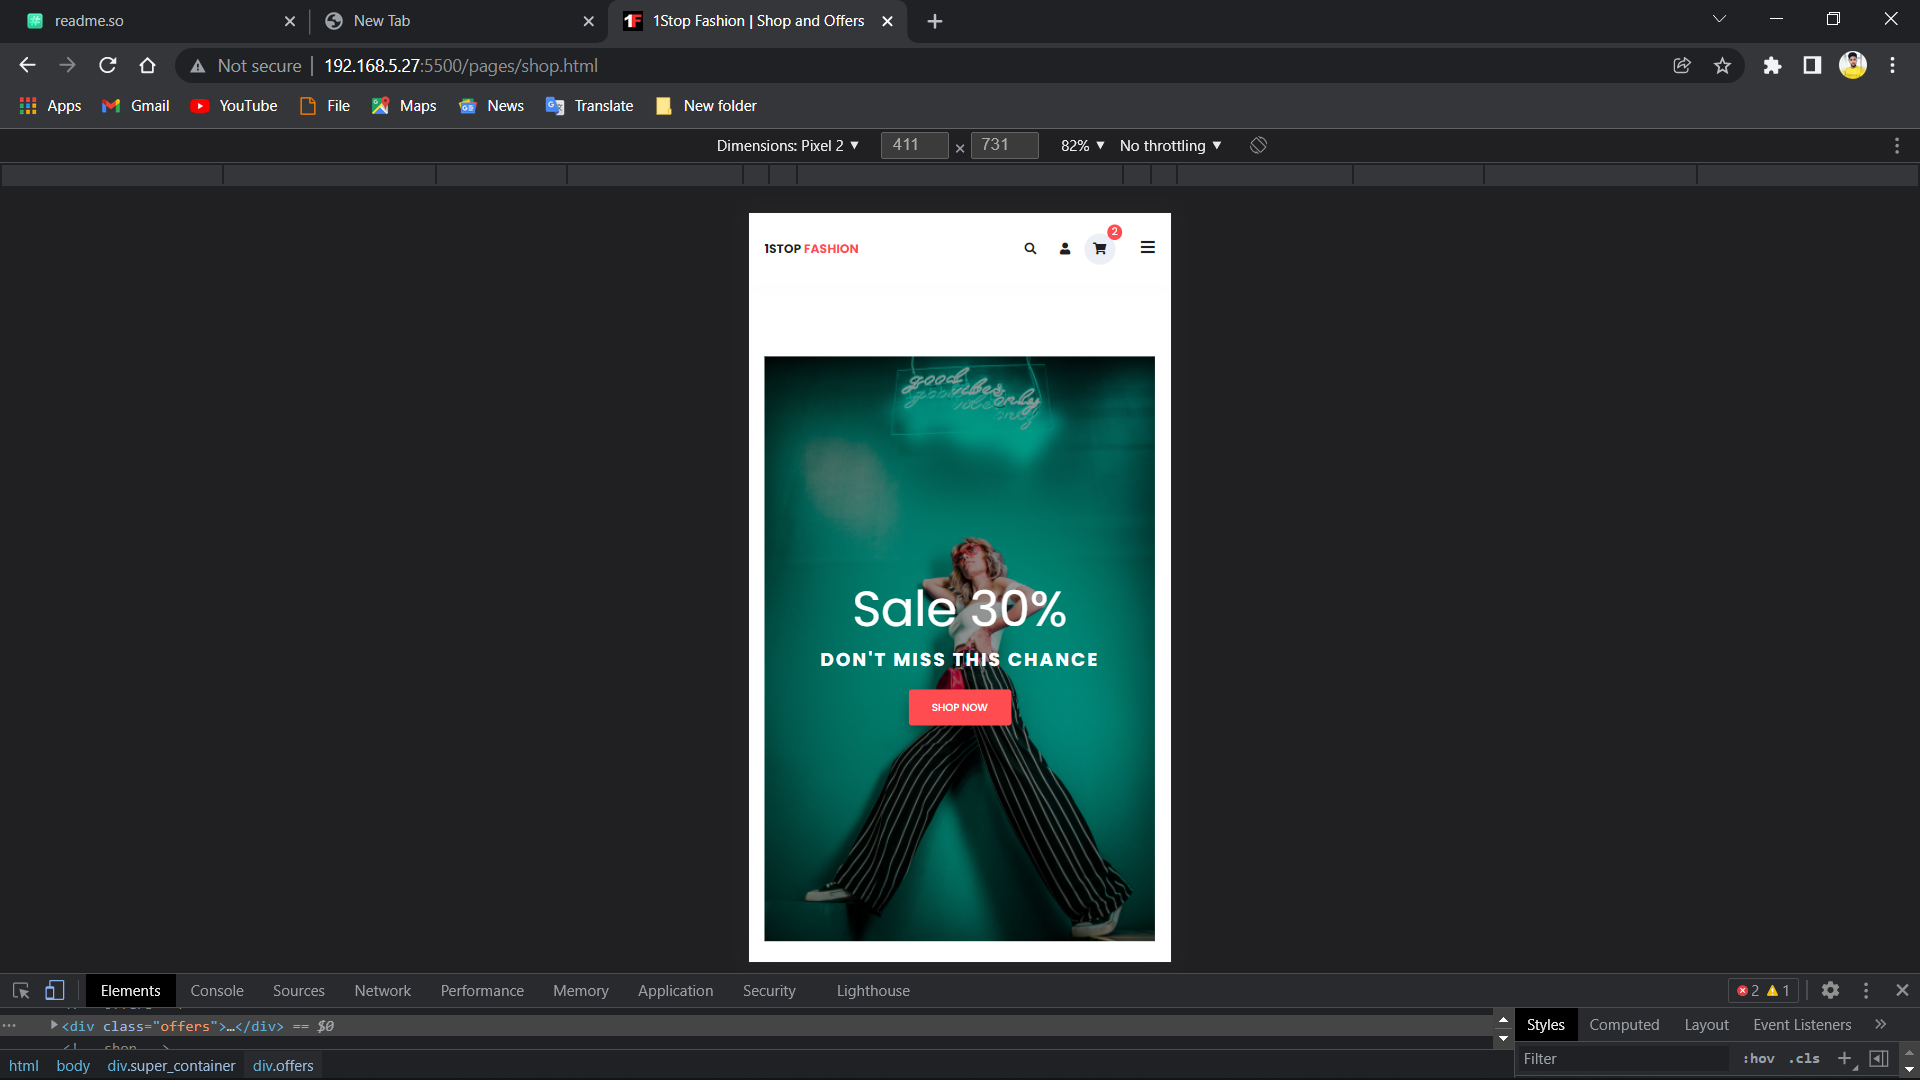 readme.so
New Tab
1F 1Stop Fashion | Shop and Offers
Not secure 192.168.5.27:5500/pages/shop.html
Apps Gmail YouTube File Maps News Translate New folder
Dimensions: Pixel 2 411 × 731 82% No throttling
1STOP FASHION 2
good vibes only
Sale 30%
DON'T MISS THIS CHANCE
SHOP NOW
Elements Console Sources Network Performance Memory Application Security Lighthouse 2 1
<div class="offers">…</div> == $0
<!-- shop -->
html body div.super_container div.offers
Styles Computed Layout Event Listeners
Filter :hov .cls